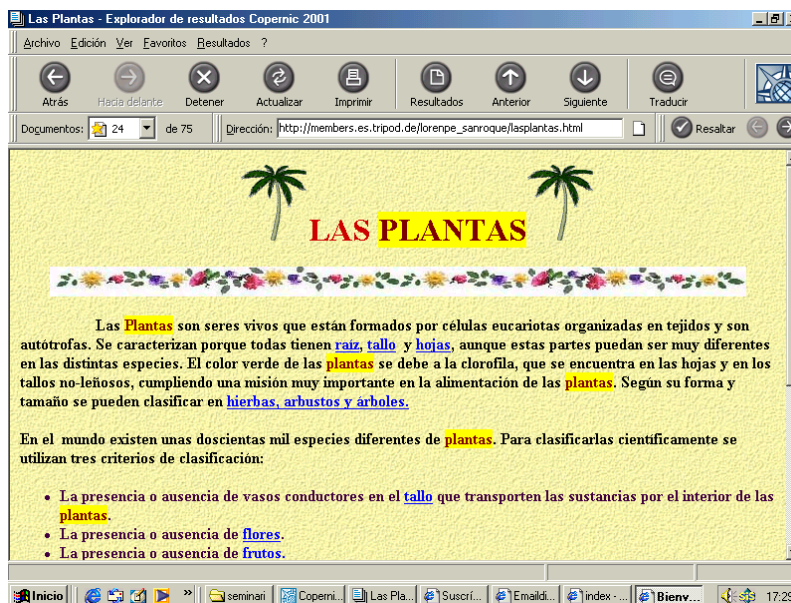 Las Plantas - Explorador de resultados Copernic 2001
Archivo Edición Ver Favoritos Resultados ?
Atrás Hacia delante Detener Actualizar Imprimir Resultados Anterior Siguiente Traducir
Documentos: 24 de 75 Dirección: http://members.es.tripod.de/lorenpe_sanroque/lasplantas.html Resaltar
LAS PLANTAS
Las Plantas son seres vivos que están formados por células eucariotas organizadas en tejidos y son
autótrofas. Se caracterizan porque todas tienen raíz, tallo y hojas, aunque estas partes puedan ser muy diferentes
en las distintas especies. El color verde de las plantas se debe a la clorofila, que se encuentra en las hojas y en los
tallos no-leñosos, cumpliendo una misión muy importante en la alimentación de las plantas. Según su forma y
tamaño se pueden clasificar en hierbas, arbustos y árboles.
En el mundo existen unas doscientas mil especies diferentes de plantas. Para clasificarlas científicamente se
utilizan tres criterios de clasificación:
• La presencia o ausencia de vasos conductores en el tallo que transporten las sustancias por el interior de las
plantas.
• La presencia o ausencia de flores.
• La presencia o ausencia de frutos.
Inicio » seminari Coperni... Las Pla... Suscrí... Emaildi... index - ... Bienv... 17:29